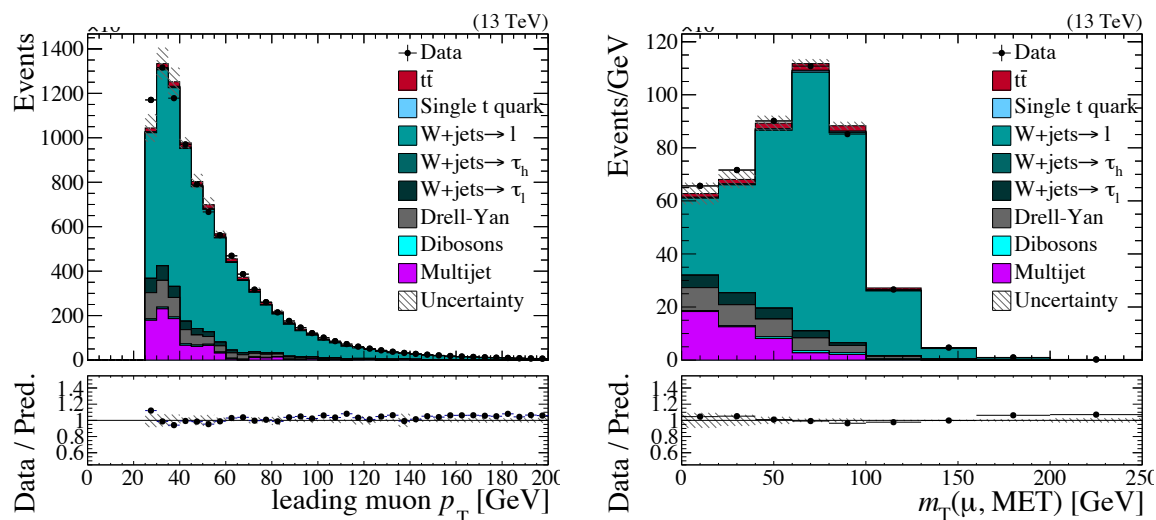 (13 TeV)
Events
1400
1200
1000
800
600
400
200
0
Data
tt̄
Single t quark
W+jets→ l
W+jets→ τh
W+jets→ τl
Drell-Yan
Dibosons
Multijet
Uncertainty
Data / Pred.
1.4
1.2
1
0.8
0.6
0 20 40 60 80 100 120 140 160 180 200
leading muon pT [GeV]
(13 TeV)
Events/GeV
120
100
80
60
40
20
0
Data
tt̄
Single t quark
W+jets→ l
W+jets→ τh
W+jets→ τl
Drell-Yan
Dibosons
Multijet
Uncertainty
Data / Pred.
1.4
1.2
1
0.8
0.6
0 50 100 150 200 250
mT(μ, MET) [GeV]